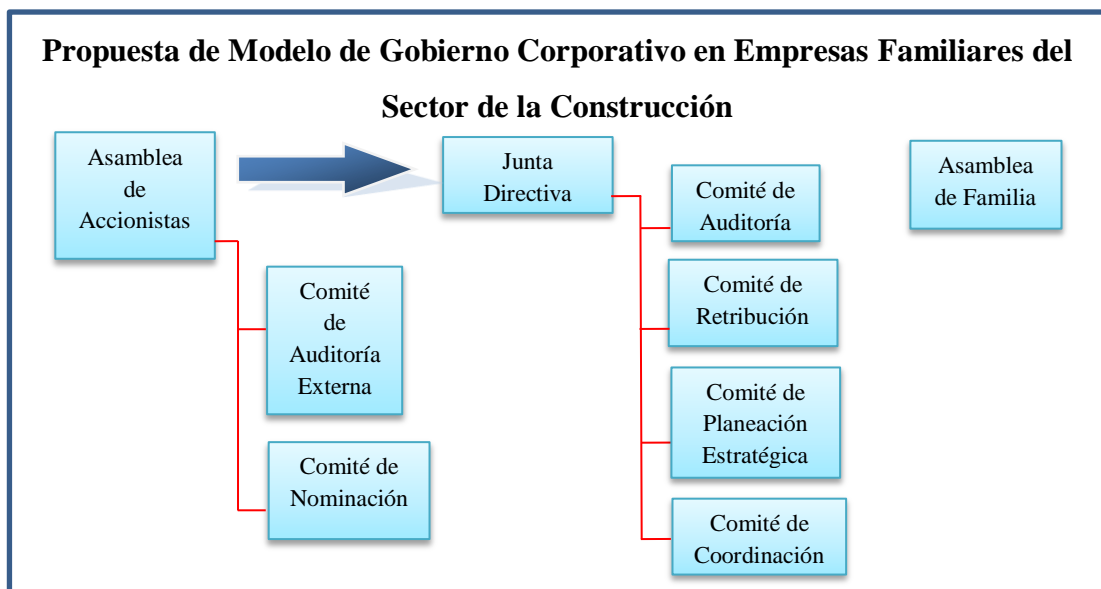 Propuesta de Modelo de Gobierno Corporativo en Empresas Familiares del
Sector de la Construcción
Asamblea
de
Accionistas
Comité
de
Auditoría
Externa
Comité de
Nominación
Junta
Directiva
Comité de
Auditoría
Comité de
Retribución
Comité de
Planeación
Estratégica
Comité de
Coordinación
Asamblea
de Familia